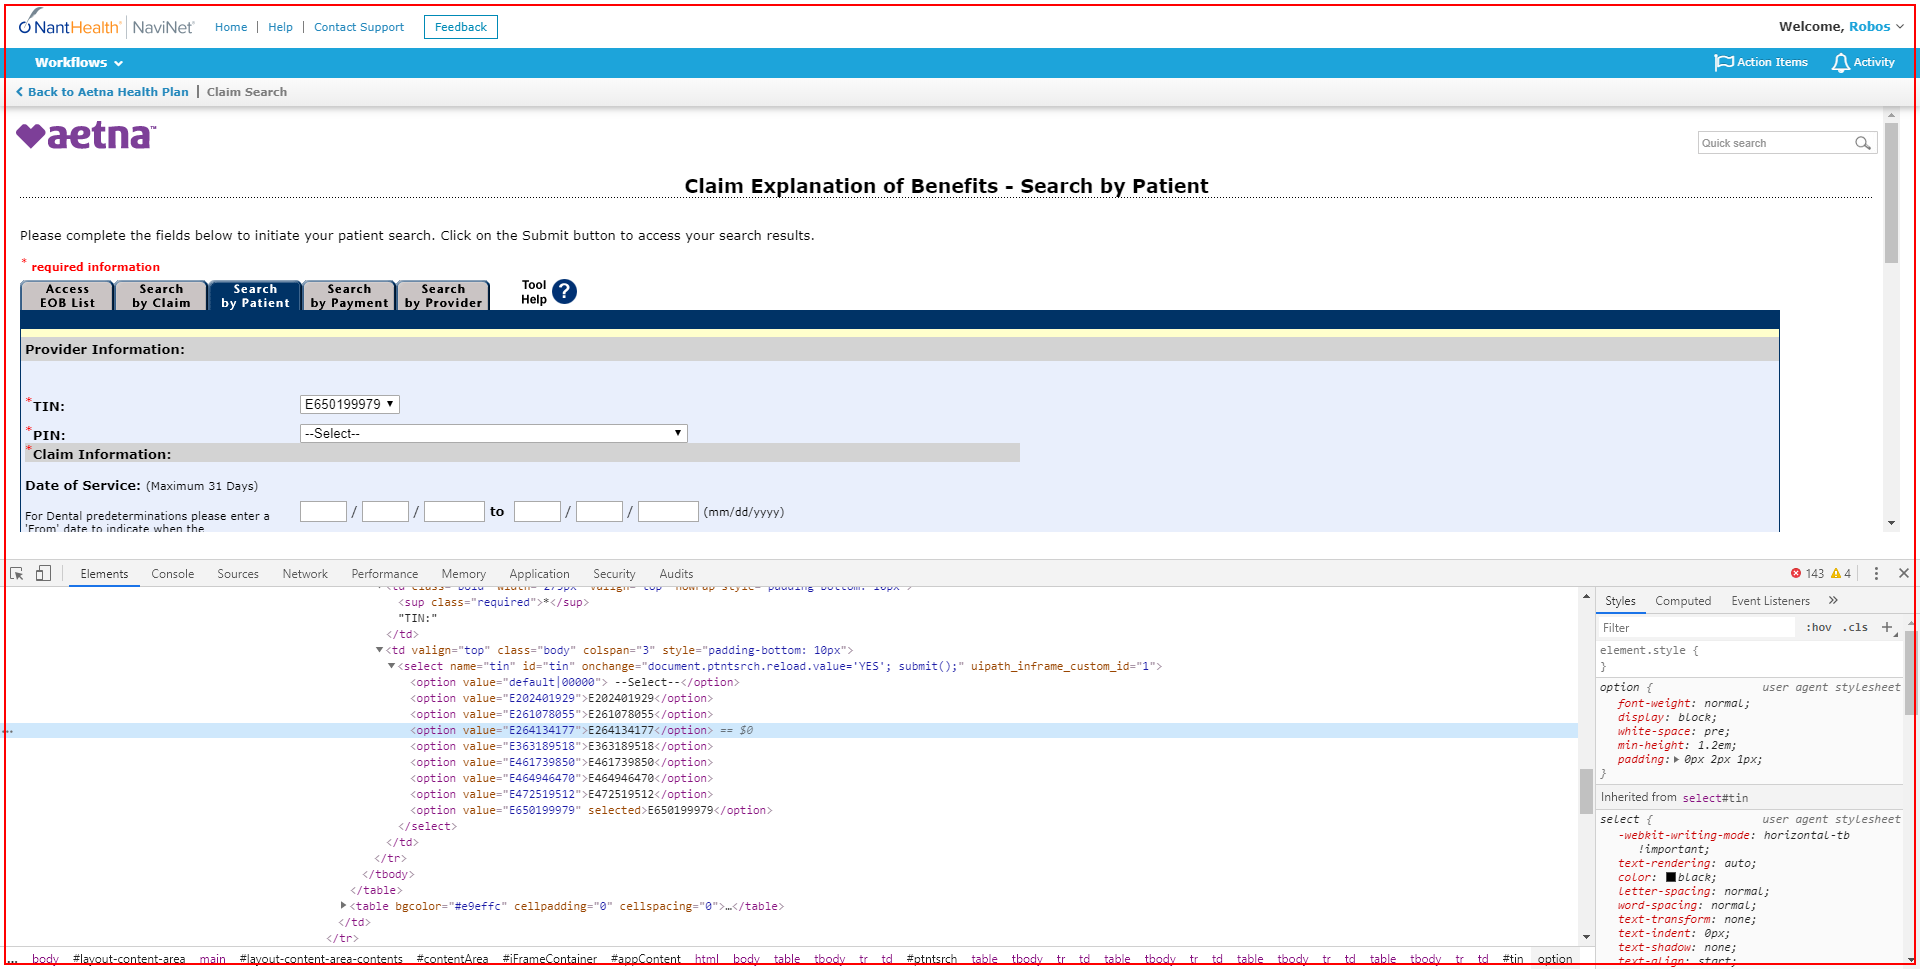 NantHealth® | NaviNet® Home | Help | Contact Support Feedback Welcome, Robos
Workflows Action Items Activity
Back to Aetna Health Plan | Claim Search
aetna™ Quick search
Claim Explanation of Benefits - Search by Patient
Please complete the fields below to initiate your patient search. Click on the Submit button to access your search results.
* required information
Access EOB List
Search by Claim
Search by Patient
Search by Payment
Search by Provider
Tool Help ?
Provider Information:
*TIN: E650199979
*PIN: --Select--
*Claim Information:
Date of Service: (Maximum 31 Days)
/ / to / / (mm/dd/yyyy)
For Dental predeterminations please enter a
'From' date to indicate when the
Elements Console Sources Network Performance Memory Application Security Audits 143 4
<td class="bold" width="275px" valign="top" nowrap style="padding-bottom: 10px">
<sup class="required">*</sup>
"TIN:"
</td>
<td valign="top" class="body" colspan="3" style="padding-bottom: 10px">
<select name="tin" id="tin" onchange="document.ptntsrch.reload.value='YES'; submit();" uipath_inframe_custom_id="1">
<option value="default|00000"> --Select--</option>
<option value="E202401929">E202401929</option>
<option value="E261078055">E261078055</option>
<option value="E264134177">E264134177</option> == $0
<option value="E363189518">E363189518</option>
<option value="E461739850">E461739850</option>
<option value="E464946470">E464946470</option>
<option value="E472519512">E472519512</option>
<option value="E650199979" selected>E650199979</option>
</select>
</td>
</tr>
</tbody>
</table>
<table bgcolor="#e9effc" cellpadding="0" cellspacing="0">…</table>
</td>
</tr>
... body #layout-content-area main #layout-content-area-contents #contentArea #iFrameContainer #appContent html body table tbody tr td #ptntsrch table tbody tr td table tbody tr td table tbody tr td table tbody tr td #tin option
Styles Computed Event Listeners »
Filter :hov .cls +
element.style {
}
option { user agent stylesheet
font-weight: normal;
display: block;
white-space: pre;
min-height: 1.2em;
padding: 0px 2px 1px;
}
Inherited from select#tin
select { user agent stylesheet
-webkit-writing-mode: horizontal-tb
!important;
text-rendering: auto;
color: black;
letter-spacing: normal;
word-spacing: normal;
text-transform: none;
text-indent: 0px;
text-shadow: none;
text-align: start;